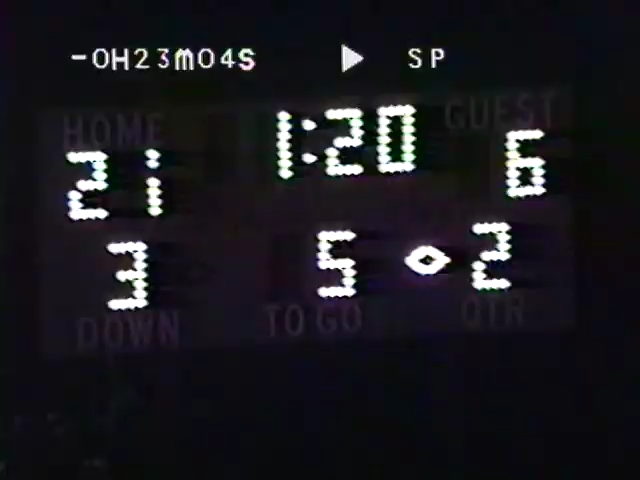 -0H23m04s ▶ SP
HOME 1:20 GUEST
21 6
3 5 2
DOWN TO GO QTR